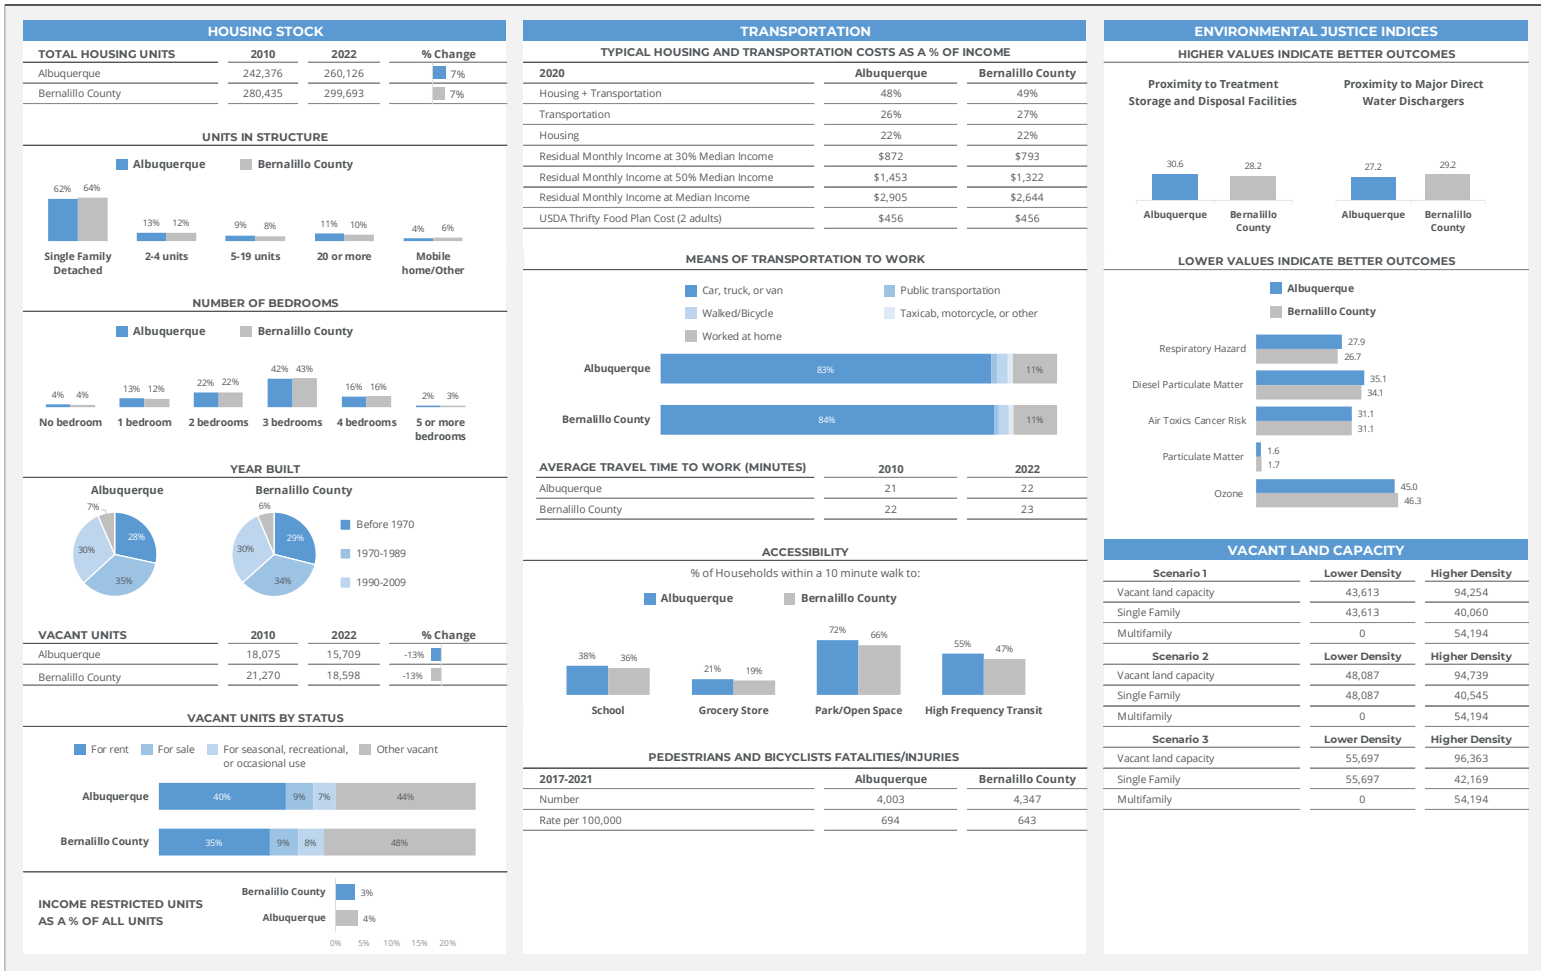 HOUSING STOCK
TOTAL HOUSING UNITS 2010 2022 % Change
Albuquerque 242,376 260,126 7%
Bernalillo County 280,435 299,693 7%
UNITS IN STRUCTURE
Albuquerque Bernalillo County
62% 64% 13% 12% 9% 8% 11% 10% 4% 6%
Single Family 2-4 units 5-19 units 20 or more Mobile
Detached home/Other
NUMBER OF BEDROOMS
Albuquerque Bernalillo County
4% 4% 13% 12% 22% 22% 42% 43% 16% 16% 2% 3%
No bedroom 1 bedroom 2 bedrooms 3 bedrooms 4 bedrooms 5 or more
bedrooms
YEAR BUILT
Albuquerque Bernalillo County
7% 28% 35% 30%
6% 29% 34% 30%
Before 1970
1970-1989
1990-2009
VACANT UNITS 2010 2022 % Change
Albuquerque 18,075 15,709 -13%
Bernalillo County 21,270 18,598 -13%
VACANT UNITS BY STATUS
For rent For sale For seasonal, recreational, Other vacant
or occasional use
Albuquerque 40% 9% 7% 44%
Bernalillo County 35% 9% 8% 48%
INCOME RESTRICTED UNITS
AS A % OF ALL UNITS
Bernalillo County 3%
Albuquerque 4%
0% 5% 10% 15% 20%
TRANSPORTATION
TYPICAL HOUSING AND TRANSPORTATION COSTS AS A % OF INCOME
2020 Albuquerque Bernalillo County
Housing + Transportation 48% 49%
Transportation 26% 27%
Housing 22% 22%
Residual Monthly Income at 30% Median Income $872 $793
Residual Monthly Income at 50% Median Income $1,453 $1,322
Residual Monthly Income at Median Income $2,905 $2,644
USDA Thrifty Food Plan Cost (2 adults) $456 $456
MEANS OF TRANSPORTATION TO WORK
Car, truck, or van Public transportation
Walked/Bicycle Taxicab, motorcycle, or other
Worked at home
Albuquerque 83% 11%
Bernalillo County 84% 11%
AVERAGE TRAVEL TIME TO WORK (MINUTES) 2010 2022
Albuquerque 21 22
Bernalillo County 22 23
ACCESSIBILITY
% of Households within a 10 minute walk to:
Albuquerque Bernalillo County
38% 36% 21% 19% 72% 66% 55% 47%
School Grocery Store Park/Open Space High Frequency Transit
PEDESTRIANS AND BICYCLISTS FATALITIES/INJURIES
2017-2021 Albuquerque Bernalillo County
Number 4,003 4,347
Rate per 100,000 694 643
ENVIRONMENTAL JUSTICE INDICES
HIGHER VALUES INDICATE BETTER OUTCOMES
Proximity to Treatment Proximity to Major Direct
Storage and Disposal Facilities Water Dischargers
30.6 28.2 27.2 29.2
Albuquerque Bernalillo Albuquerque Bernalillo
County County
LOWER VALUES INDICATE BETTER OUTCOMES
Albuquerque
Bernalillo County
Respiratory Hazard 27.9 26.7
Diesel Particulate Matter 35.1 34.1
Air Toxics Cancer Risk 31.1 31.1
Particulate Matter 1.6 1.7
Ozone 45.0 46.3
VACANT LAND CAPACITY
Scenario 1 Lower Density Higher Density
Vacant land capacity 43,613 94,254
Single Family 43,613 40,060
Multifamily 0 54,194
Scenario 2 Lower Density Higher Density
Vacant land capacity 48,087 94,739
Single Family 48,087 40,545
Multifamily 0 54,194
Scenario 3 Lower Density Higher Density
Vacant land capacity 55,697 96,363
Single Family 55,697 42,169
Multifamily 0 54,194